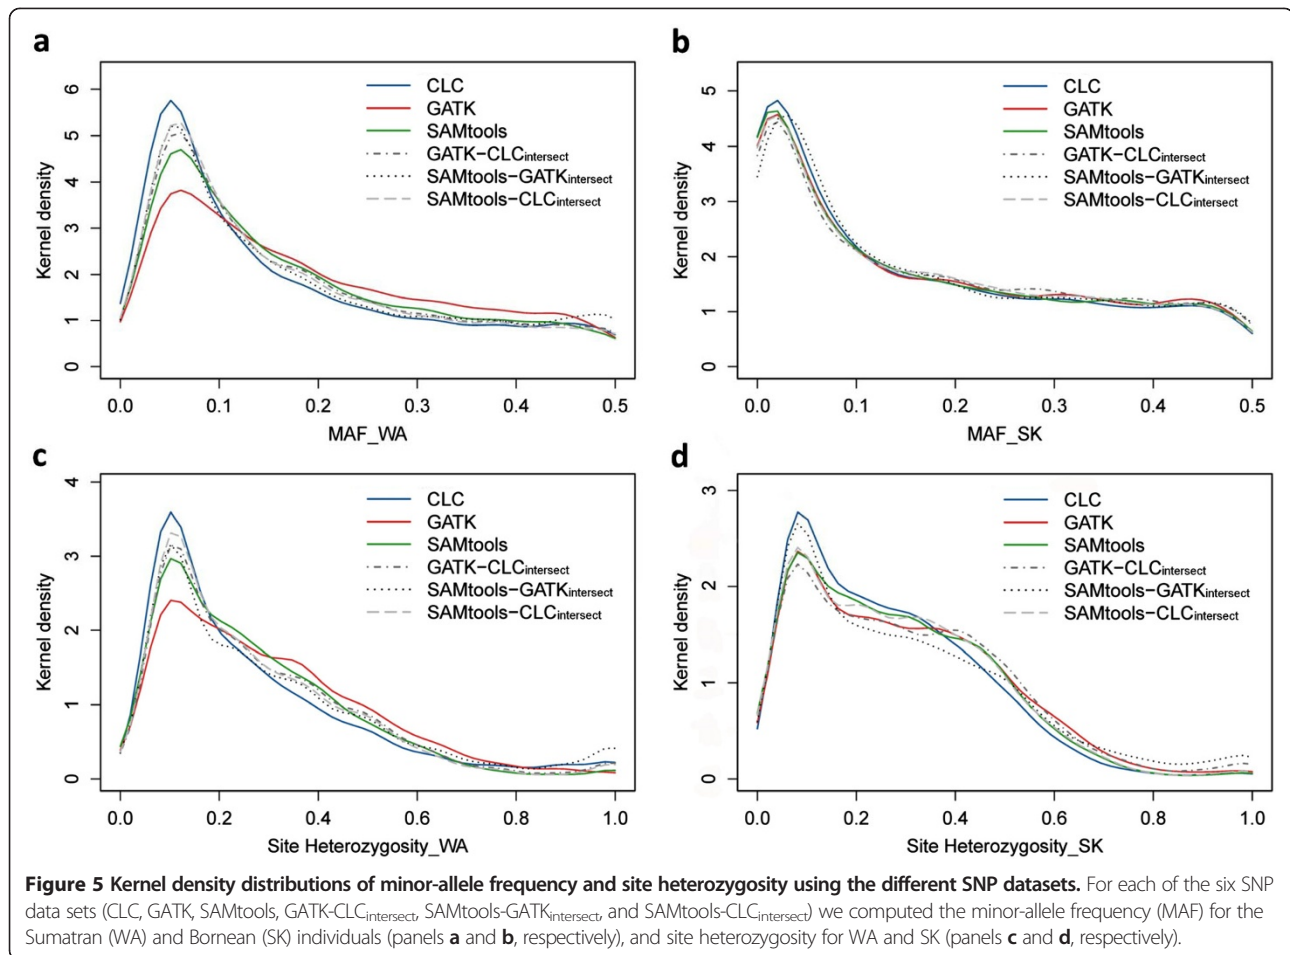 a
CLC
GATK
SAMtools
GATK−CLCintersect
SAMtools−GATKintersect
SAMtools−CLCintersect
Kernel density
0 1 2 3 4 5 6
0.0 0.1 0.2 0.3 0.4 0.5
MAF_WA
b
CLC
GATK
SAMtools
GATK−CLCintersect
SAMtools−GATKintersect
SAMtools−CLCintersect
Kernel density
0 1 2 3 4 5
0.0 0.1 0.2 0.3 0.4 0.5
MAF_SK
c
CLC
GATK
SAMtools
GATK−CLCintersect
SAMtools−GATKintersect
SAMtools−CLCintersect
Kernel density
0 1 2 3 4
0.0 0.2 0.4 0.6 0.8 1.0
Site Heterozygosity_WA
d
CLC
GATK
SAMtools
GATK−CLCintersect
SAMtools−GATKintersect
SAMtools−CLCintersect
Kernel density
0 1 2 3
0.0 0.2 0.4 0.6 0.8 1.0
Site Heterozygosity_SK
Figure 5 Kernel density distributions of minor-allele frequency and site heterozygosity using the different SNP datasets. For each of the six SNP
data sets (CLC, GATK, SAMtools, GATK-CLCintersect, SAMtools-GATKintersect, and SAMtools-CLCintersect) we computed the minor-allele frequency (MAF) for the
Sumatran (WA) and Bornean (SK) individuals (panels a and b, respectively), and site heterozygosity for WA and SK (panels c and d, respectively).